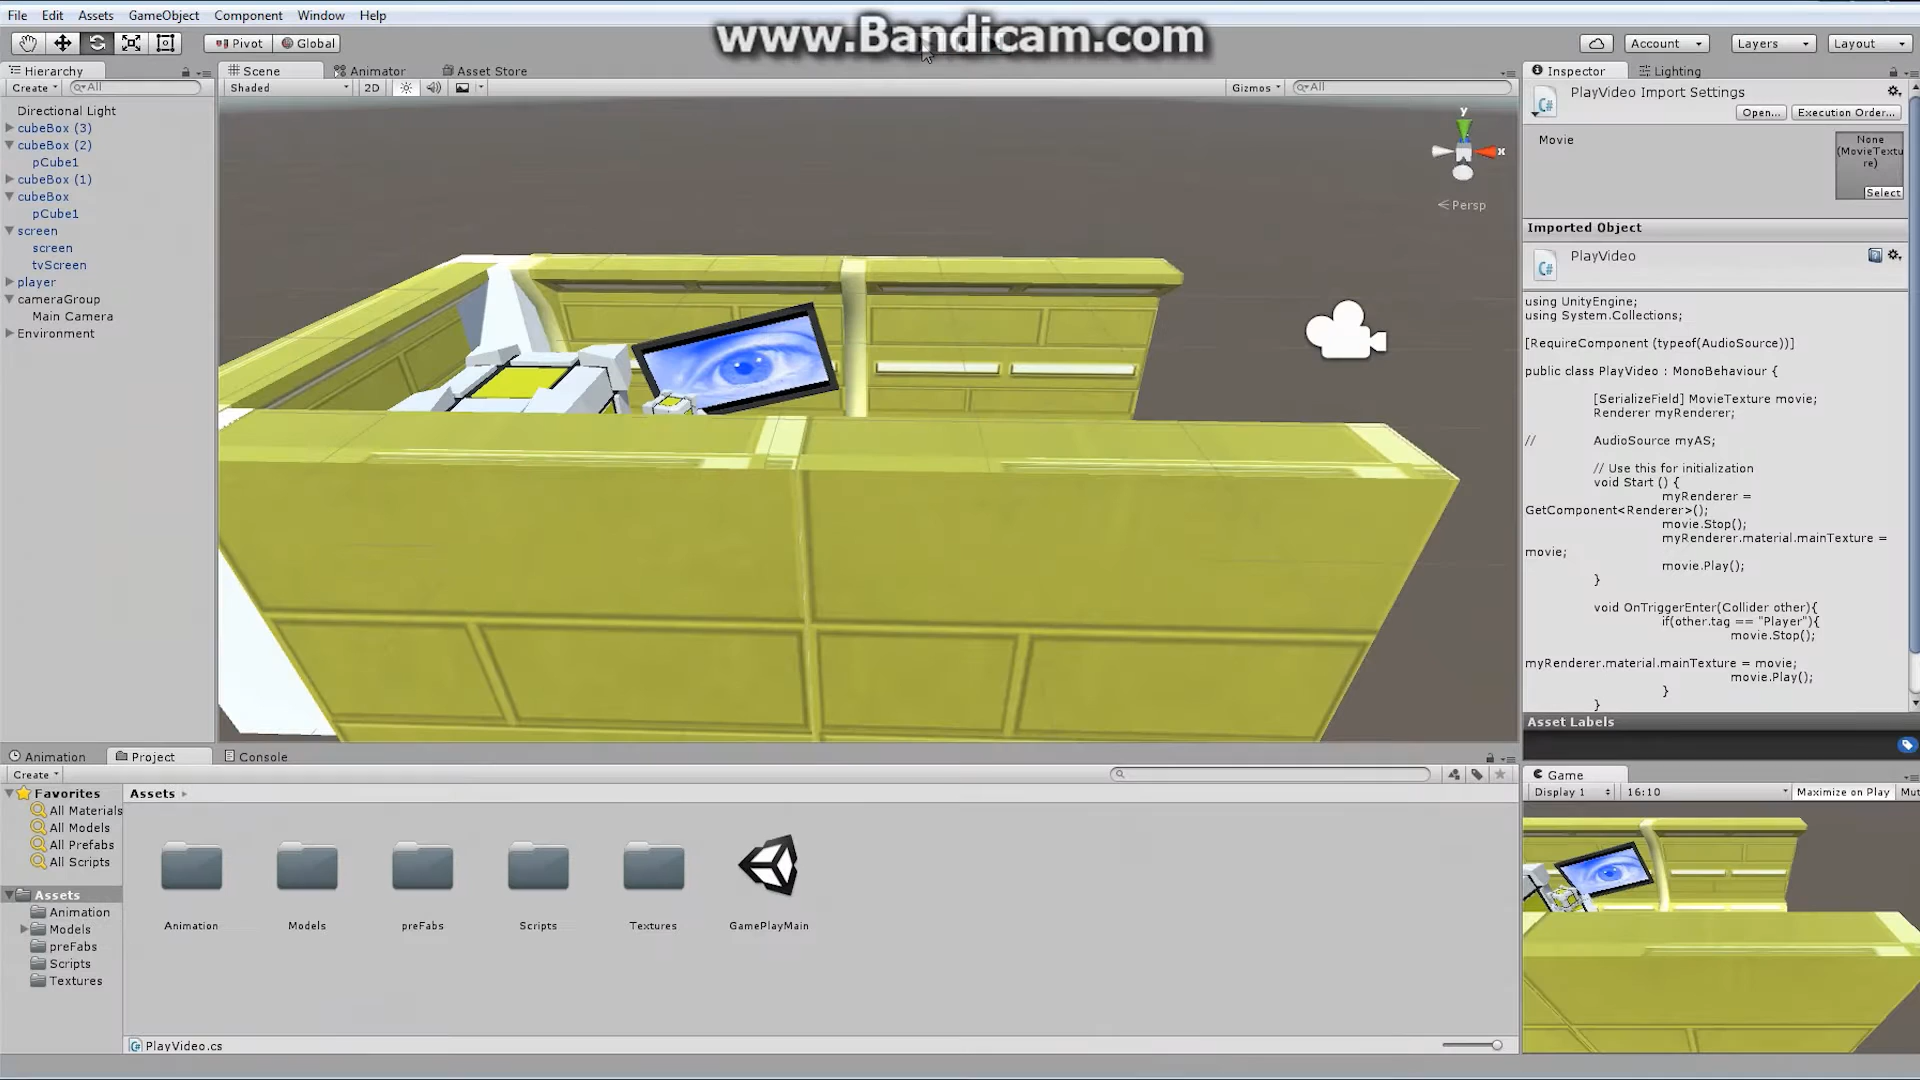 File Edit Assets GameObject Component Window Help
www.Bandicam.com
Pivot Global Account Layers Layout
Hierarchy
Create All
Directional Light
cubeBox (3)
cubeBox (2)
pCube1
cubeBox (1)
cubeBox
pCube1
screen
screen
tvScreen
player
cameraGroup
Main Camera
Environment
Scene Animator Asset Store
Shaded 2D Gizmos All
y
x
Persp
Inspector Lighting
PlayVideo Import Settings
Open... Execution Order...
Movie
None
(MovieTextu
re)
Select
Imported Object
PlayVideo
using UnityEngine;
using System.Collections;
[RequireComponent (typeof(AudioSource))]
public class PlayVideo : MonoBehaviour {
[SerializeField] MovieTexture movie;
Renderer myRenderer;
// AudioSource myAS;
// Use this for initialization
void Start () {
myRenderer =
GetComponent<Renderer>();
movie.Stop();
myRenderer.material.mainTexture =
movie;
movie.Play();
}
void OnTriggerEnter(Collider other){
if(other.tag == "Player"){
movie.Stop();
myRenderer.material.mainTexture = movie;
movie.Play();
}
}
Asset Labels
Game
Display 1 16:10 Maximize on Play Mut
Animation Project Console
Create
Favorites
All Materials
All Models
All Prefabs
All Scripts
Assets
Animation
Models
preFabs
Scripts
Textures
Assets
Animation Models preFabs Scripts Textures GamePlayMain
PlayVideo.cs